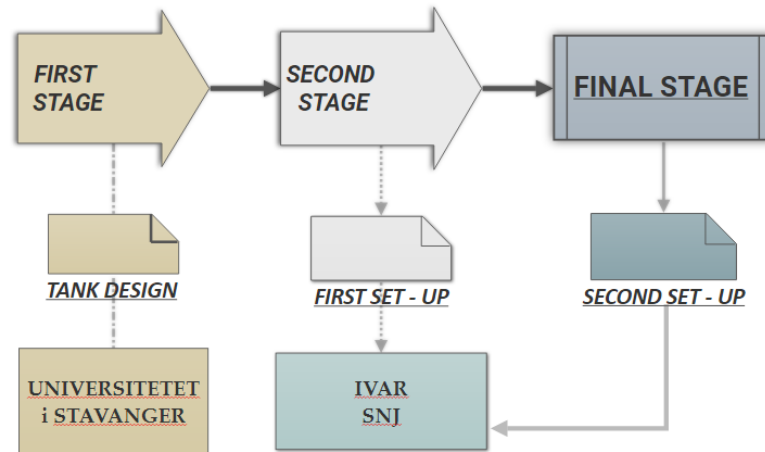 FIRST
STAGE
SECOND
STAGE
FINAL STAGE
TANK DESIGN
FIRST SET - UP
SECOND SET - UP
UNIVERSITETET
i STAVANGER
IVAR
SNJ